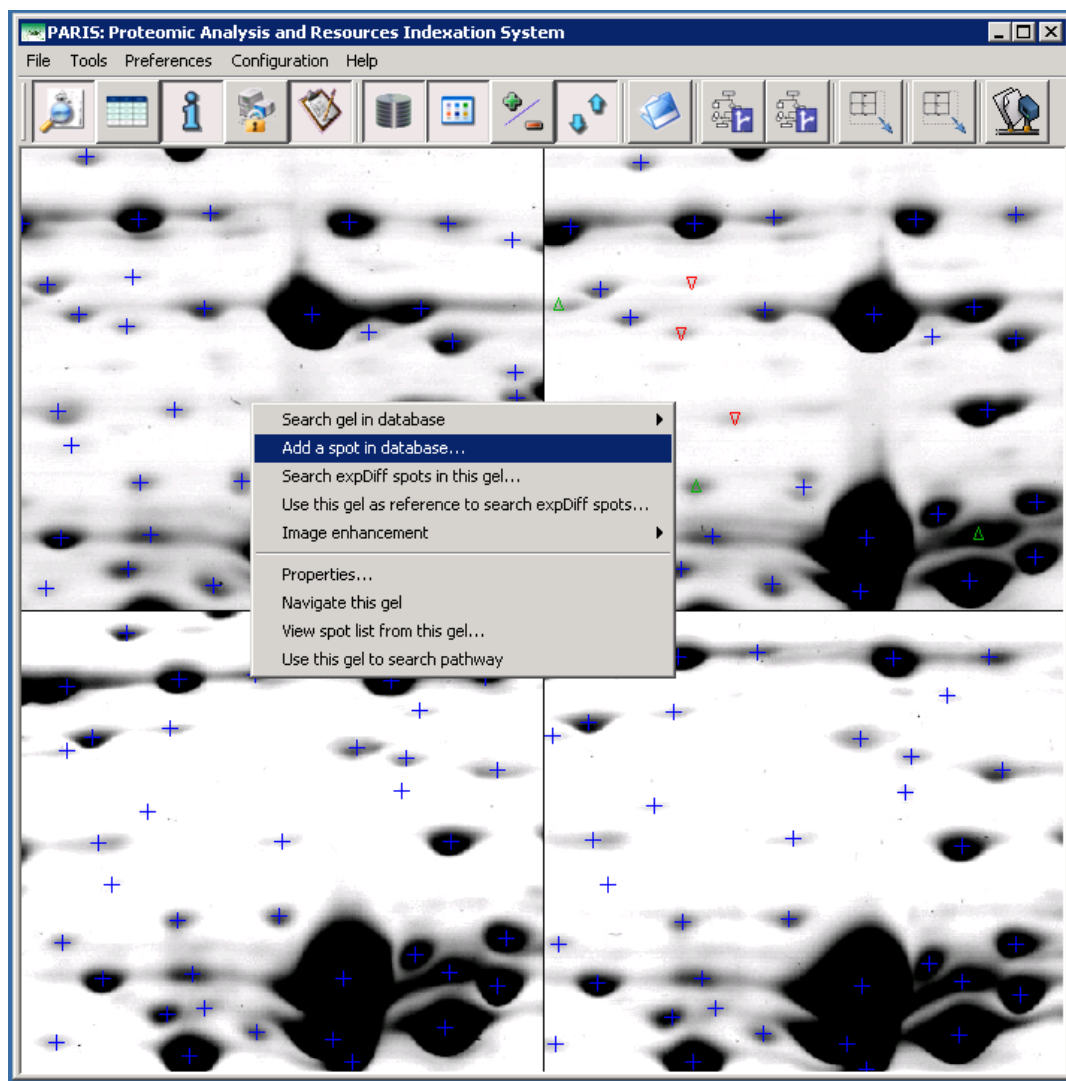 PARIS: Proteomic Analysis and Resources Indexation System
File Tools Preferences Configuration Help
Search gel in database
Add a spot in database...
Search expDiff spots in this gel...
Use this gel as reference to search expDiff spots...
Image enhancement
Properties...
Navigate this gel
View spot list from this gel...
Use this gel to search pathway